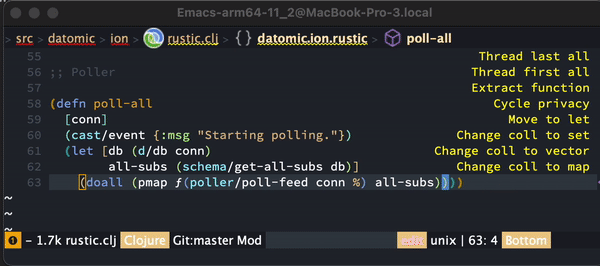 Emacs-arm64-11_2@MacBook-Pro-3.local
> src > datomic > ion > rustic.clj > { } datomic.ion.rustic > poll-all
55 Thread last all
56 ;; Poller Thread first all
57 Extract function
58 (defn poll-all Cycle privacy
59 [conn] Move to let
60 (cast/event {:msg "Starting polling."}) Change coll to set
61 (let [db (d/db conn) Change coll to vector
62 all-subs (schema/get-all-subs db)] Change coll to map
63 (doall (pmap ƒ(poller/poll-feed conn %) all-subs))))
~
~
~
1 – 1.7k rustic.clj Clojure Git:master Mod unix | 63: 4 Bottom